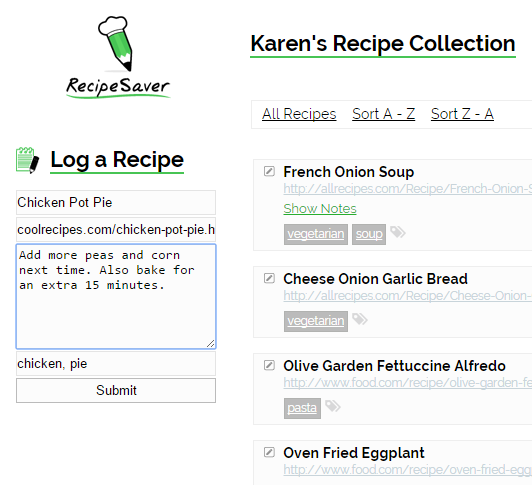 RecipeSaver
Karen's Recipe Collection
All Recipes Sort A - Z Sort Z - A
Log a Recipe
Chicken Pot Pie
coolrecipes.com/chicken-pot-pie.h
Add more peas and corn
next time. Also bake for
an extra 15 minutes.
chicken, pie
Submit
French Onion Soup
http://allrecipes.com/Recipe/French-Onion-S
Show Notes
vegetarian soup
Cheese Onion Garlic Bread
http://allrecipes.com/Recipe/Cheese-Onion-
vegetarian
Olive Garden Fettuccine Alfredo
http://www.food.com/recipe/olive-garden-fe
pasta
Oven Fried Eggplant
http://www.food.com/recipe/oven-fried-egg